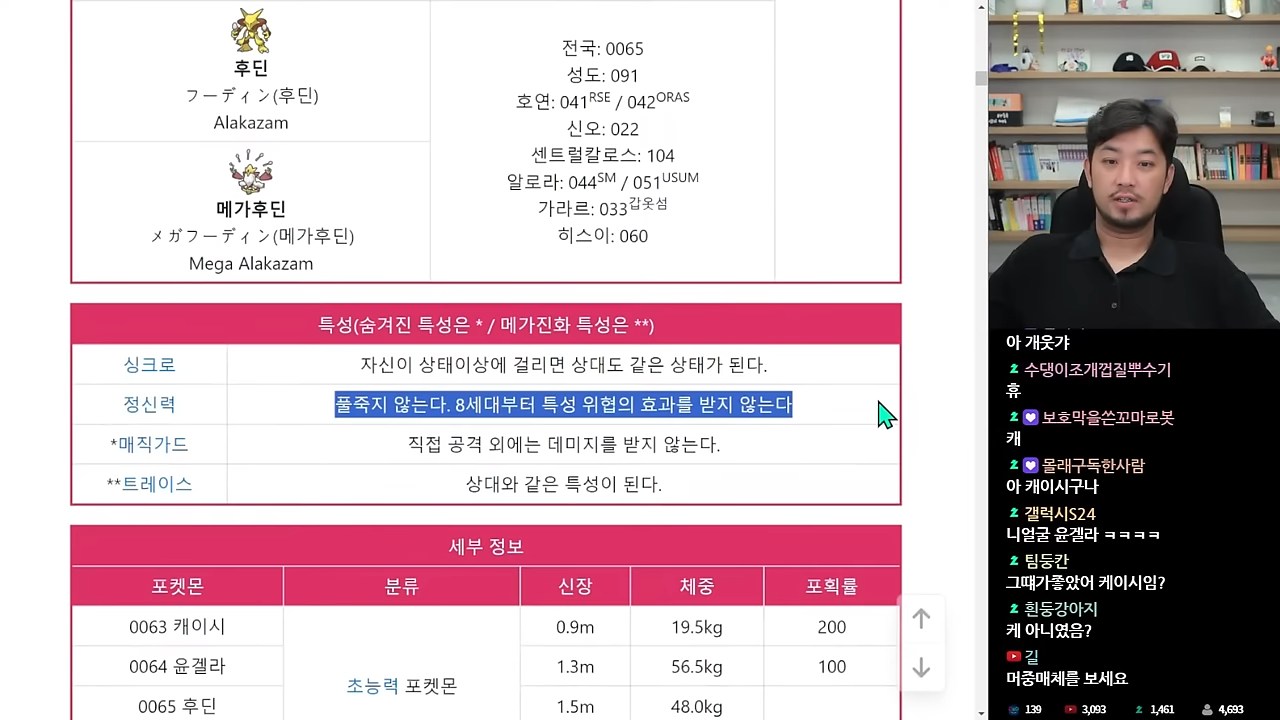 후딘
フーディン(후딘)
Alakazam
메가후딘
メガフーディン(메가후딘)
Mega Alakazam
전국: 0065
성도: 091
호연: 041RSE / 042ORAS
신오: 022
센트럴칼로스: 104
알로라: 044SM / 051USUM
가라르: 033갑옷섬
히스이: 060
특성(숨겨진 특성은 * / 메가진화 특성은 **)
싱크로 자신이 상태이상에 걸리면 상대도 같은 상태가 된다.
정신력 풀죽지 않는다. 8세대부터 특성 위협의 효과를 받지 않는다
*매직가드 직접 공격 외에는 데미지를 받지 않는다.
**트레이스 상대와 같은 특성이 된다.
세부 정보
포켓몬 분류 신장 체중 포획률
0063 캐이시 0.9m 19.5kg 200
0064 윤겔라 1.3m 56.5kg 100
초능력 포켓몬
0065 후딘 1.5m 48.0kg
아 개웃갸
수댕이조개껍질뿌수기
휴
보호막을쓴꼬마로봇
캐
몰래구독한사람
아 캐이시구나
갤럭시S24
니얼굴 윤겔라 ㅋㅋㅋㅋ
팀둥칸
그때가좋았어 케이시임?
흰둥강아지
케 아니였음?
길
머중매체를 보세요
139 3,093 1,461 4,693